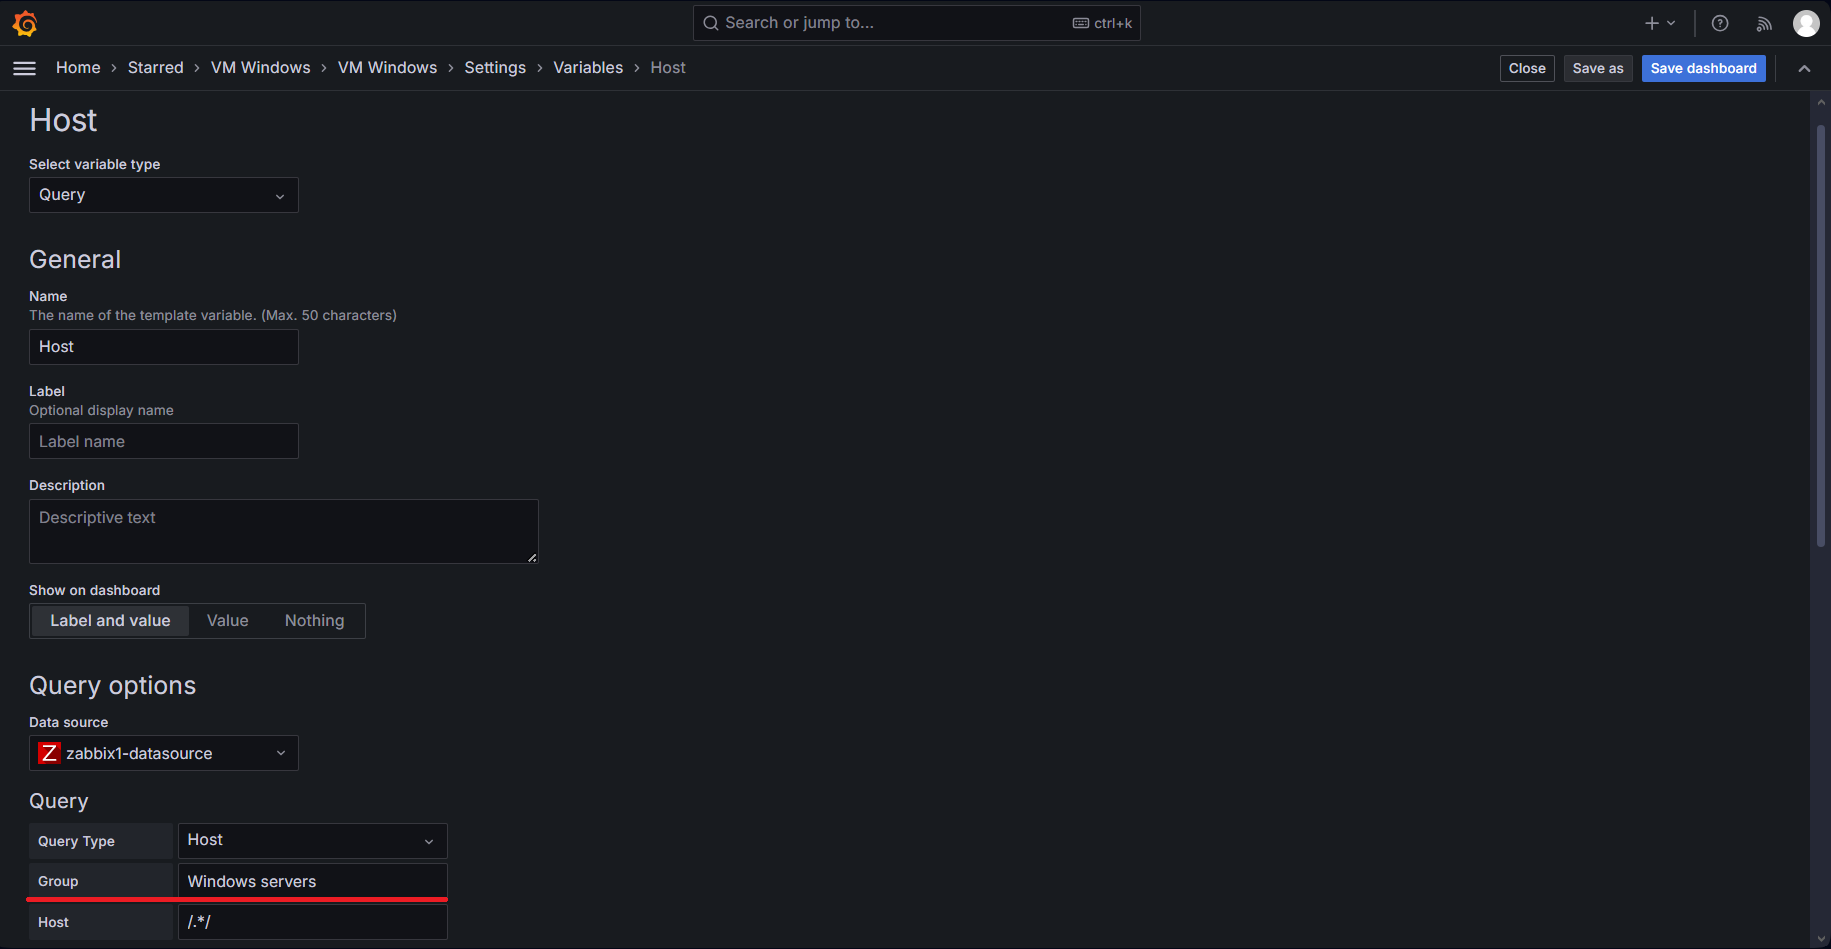 Search or jump to... ctrl+k
Home › Starred › VM Windows › VM Windows › Settings › Variables › Host
Close Save as Save dashboard
Host
Select variable type
Query
General
Name
The name of the template variable. (Max. 50 characters)
Host
Label
Optional display name
Label name
Description
Descriptive text
Show on dashboard
Label and value Value Nothing
Query options
Data source
Z zabbix1-datasource
Query
Query Type Host
Group Windows servers
Host /.*/